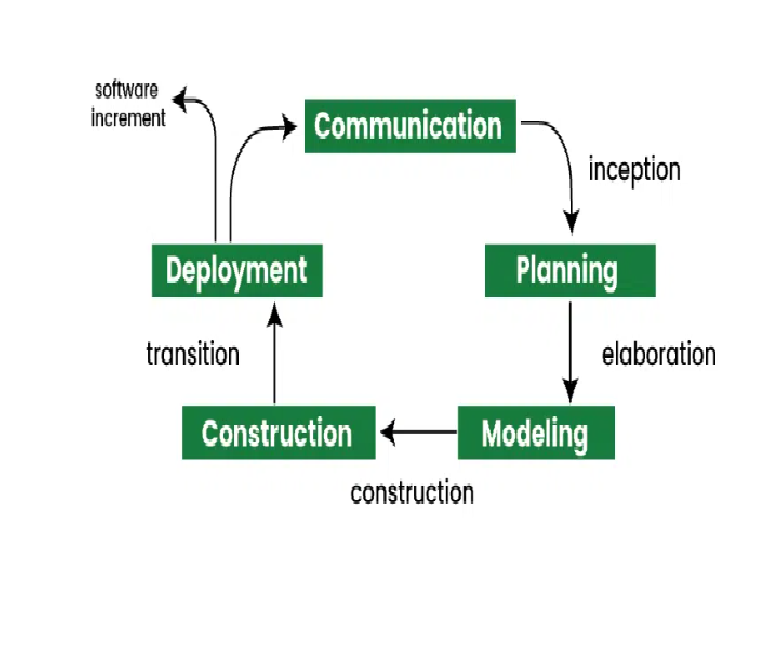 software
increment
Communication
inception
Deployment
Planning
transition
elaboration
Construction
Modeling
construction